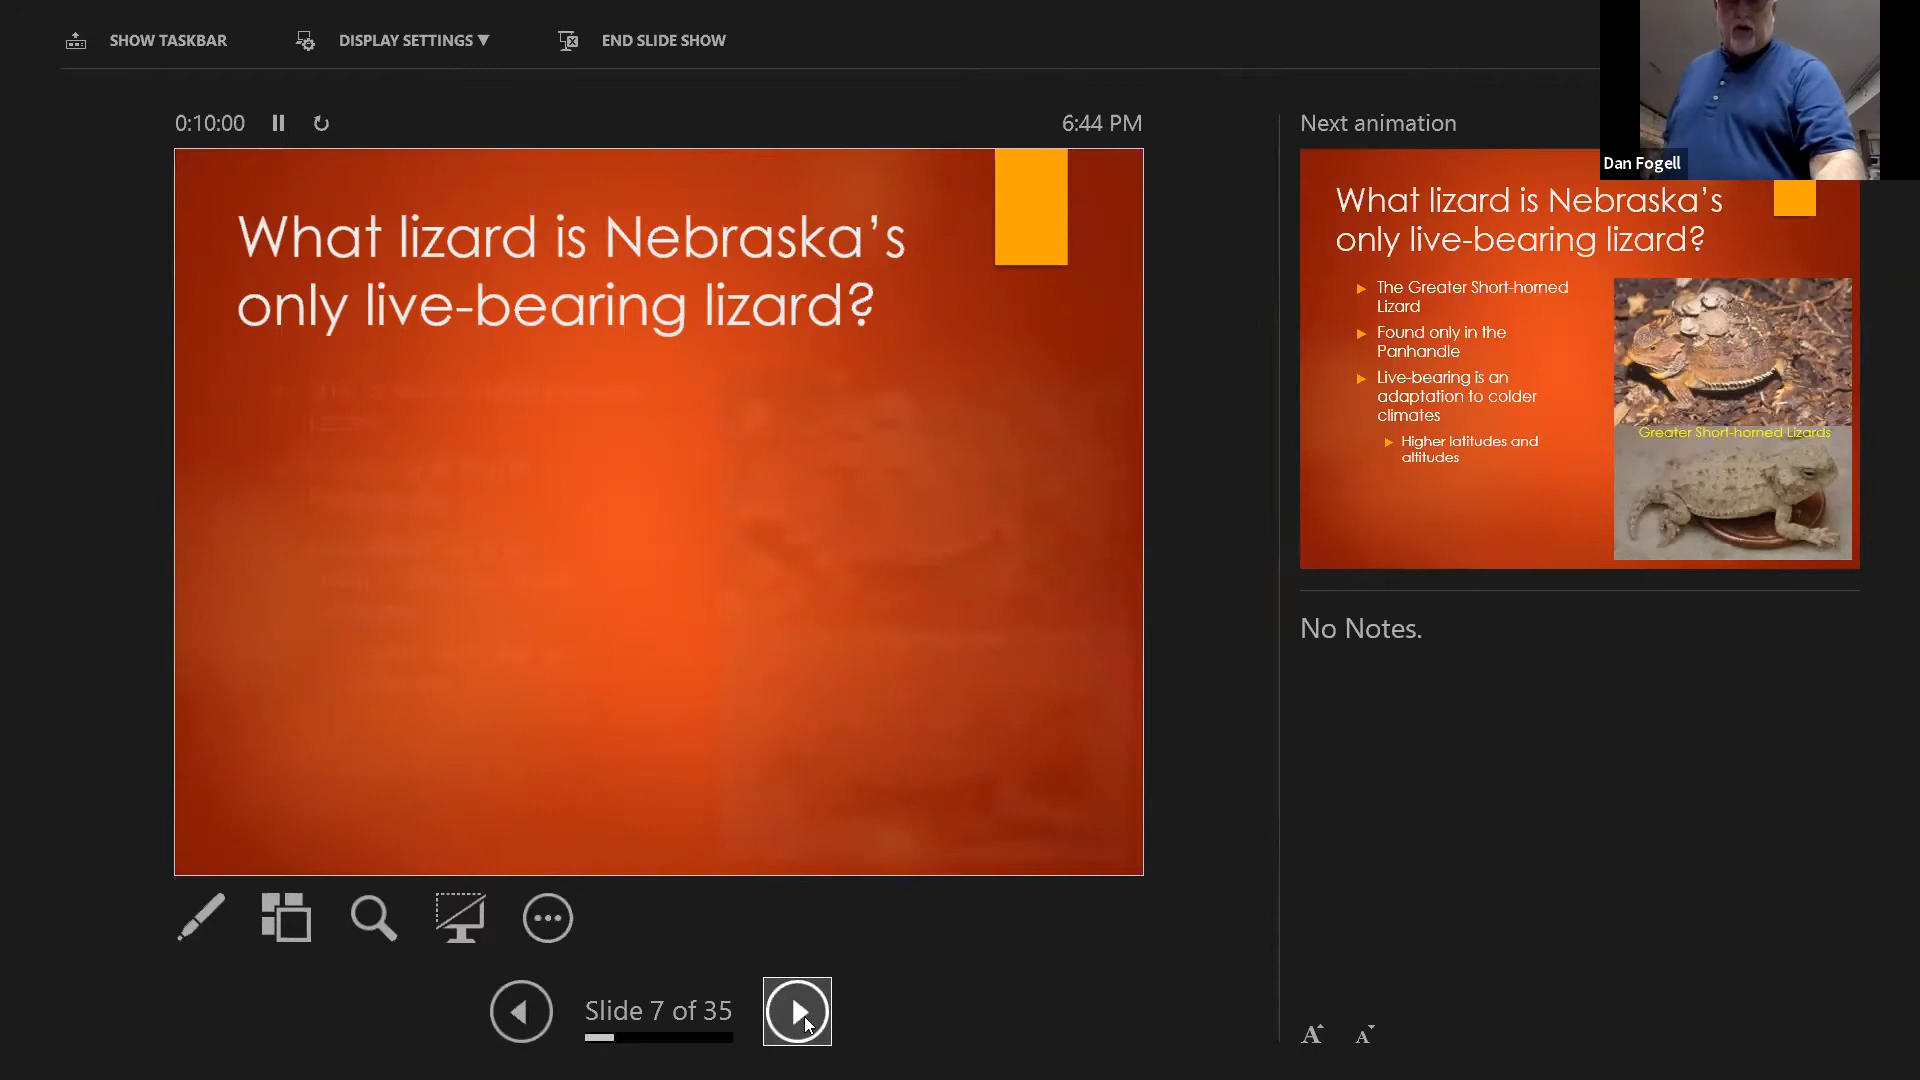 SHOW TASKBAR
DISPLAY SETTINGS ▼
END SLIDE SHOW
0:10:00
6:44 PM
What lizard is Nebraska’s
only live-bearing lizard?
Slide 7 of 35
Next animation
Dan Fogell
What lizard is Nebraska’s
only live-bearing lizard?
The Greater Short-horned
Lizard
Found only in the
Panhandle
Live-bearing is an
adaptation to colder
climates
Higher latitudes and
altitudes
Greater Short-horned Lizards
No Notes.
A A